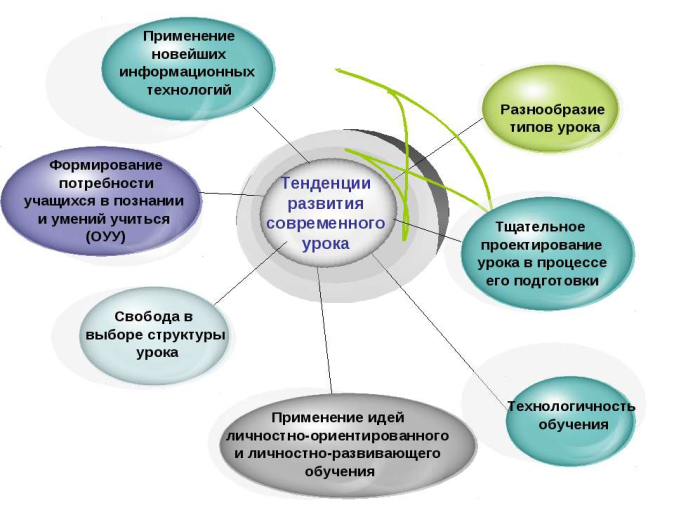 Применение
новейших
информационных
технологий
Разнообразие
типов урока
Формирование
потребности
учащихся в познании
и умений учиться
(ОУУ)
Тенденции
развития
современного
урока
Тщательное
проектирование
урока в процессе
его подготовки
Свобода в
выборе структуры
урока
Применение идей
личностно-ориентированного
и личностно-развивающего
обучения
Технологичность
обучения